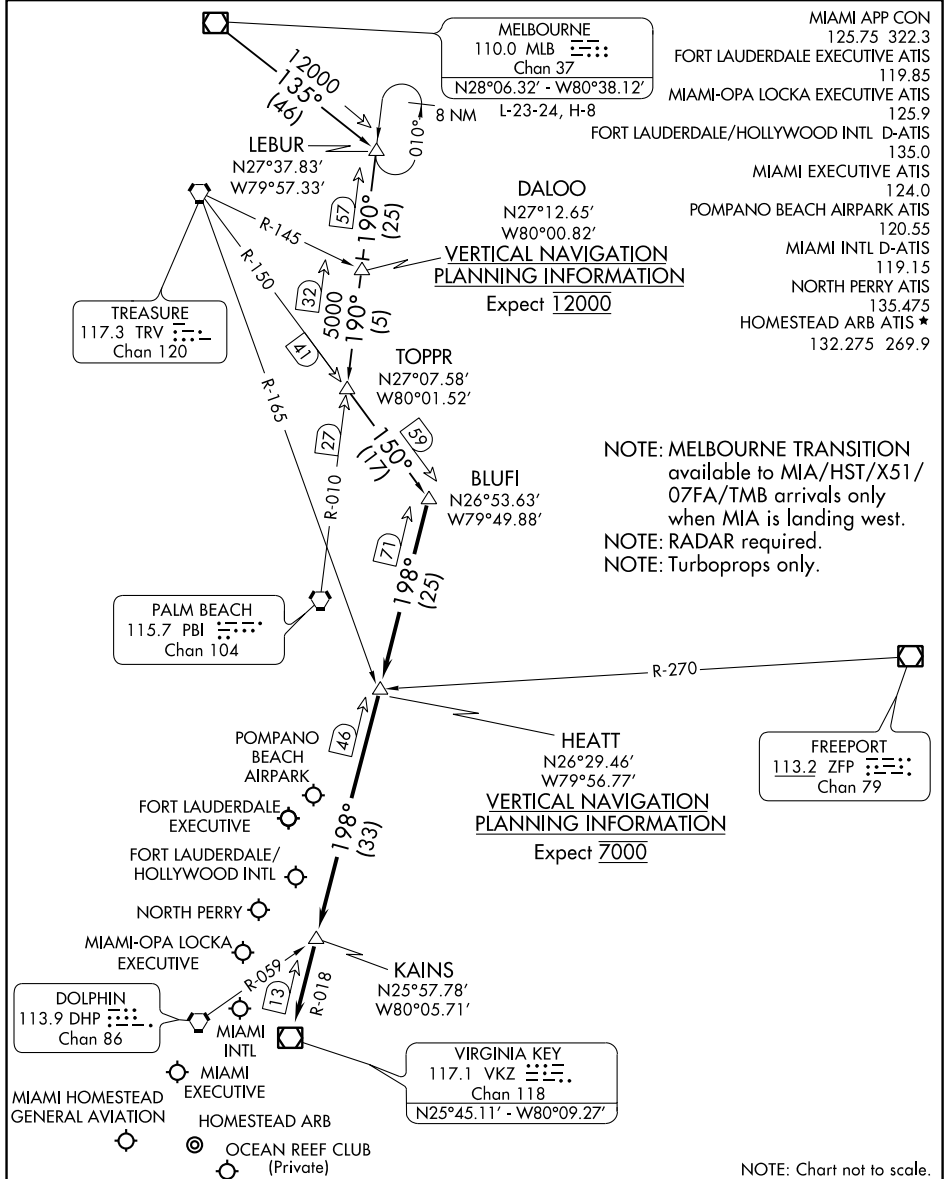 MELBOURNE
110.0 MLB
Chan 37
N28°06.32' - W80°38.12'
L-23-24, H-8
MIAMI APP CON
125.75 322.3
FORT LAUDERDALE EXECUTIVE ATIS
119.85
MIAMI-OPA LOCKA EXECUTIVE ATIS
125.9
FORT LAUDERDALE/HOLLYWOOD INTL D-ATIS
135.0
MIAMI EXECUTIVE ATIS
124.0
POMPANO BEACH AIRPARK ATIS
120.55
MIAMI INTL D-ATIS
119.15
NORTH PERRY ATIS
135.475
HOMESTEAD ARB ATIS ★
132.275 269.9
12000
135°
(46)
8 NM
010°
LEBUR
N27°37.83'
W79°57.33'
57
190°
(25)
DALOO
N27°12.65'
W80°00.82'
VERTICAL NAVIGATION
PLANNING INFORMATION
Expect 12000
R-145
R-150
R-165
TREASURE
117.3 TRV
Chan 120
32
5000
190°
(5)
41
TOPPR
N27°07.58'
W80°01.52'
27
R-010
59
150°
(17)
BLUFI
N26°53.63'
W79°49.88'
NOTE: MELBOURNE TRANSITION
available to MIA/HST/X51/
07FA/TMB arrivals only
when MIA is landing west.
NOTE: RADAR required.
NOTE: Turboprops only.
71
198°
(25)
PALM BEACH
115.7 PBI
Chan 104
R-270
FREEPORT
113.2 ZFP
Chan 79
46
HEATT
N26°29.46'
W79°56.77'
VERTICAL NAVIGATION
PLANNING INFORMATION
Expect 7000
POMPANO
BEACH
AIRPARK
FORT LAUDERDALE
EXECUTIVE
198°
(33)
FORT LAUDERDALE/
HOLLYWOOD INTL
NORTH PERRY
MIAMI-OPA LOCKA
EXECUTIVE
R-059
13
R-018
KAINS
N25°57.78'
W80°05.71'
DOLPHIN
113.9 DHP
Chan 86
MIAMI
INTL
VIRGINIA KEY
117.1 VKZ
Chan 118
N25°45.11' - W80°09.27'
MIAMI
EXECUTIVE
MIAMI HOMESTEAD
GENERAL AVIATION
HOMESTEAD ARB
OCEAN REEF CLUB
(Private)
NOTE: Chart not to scale.